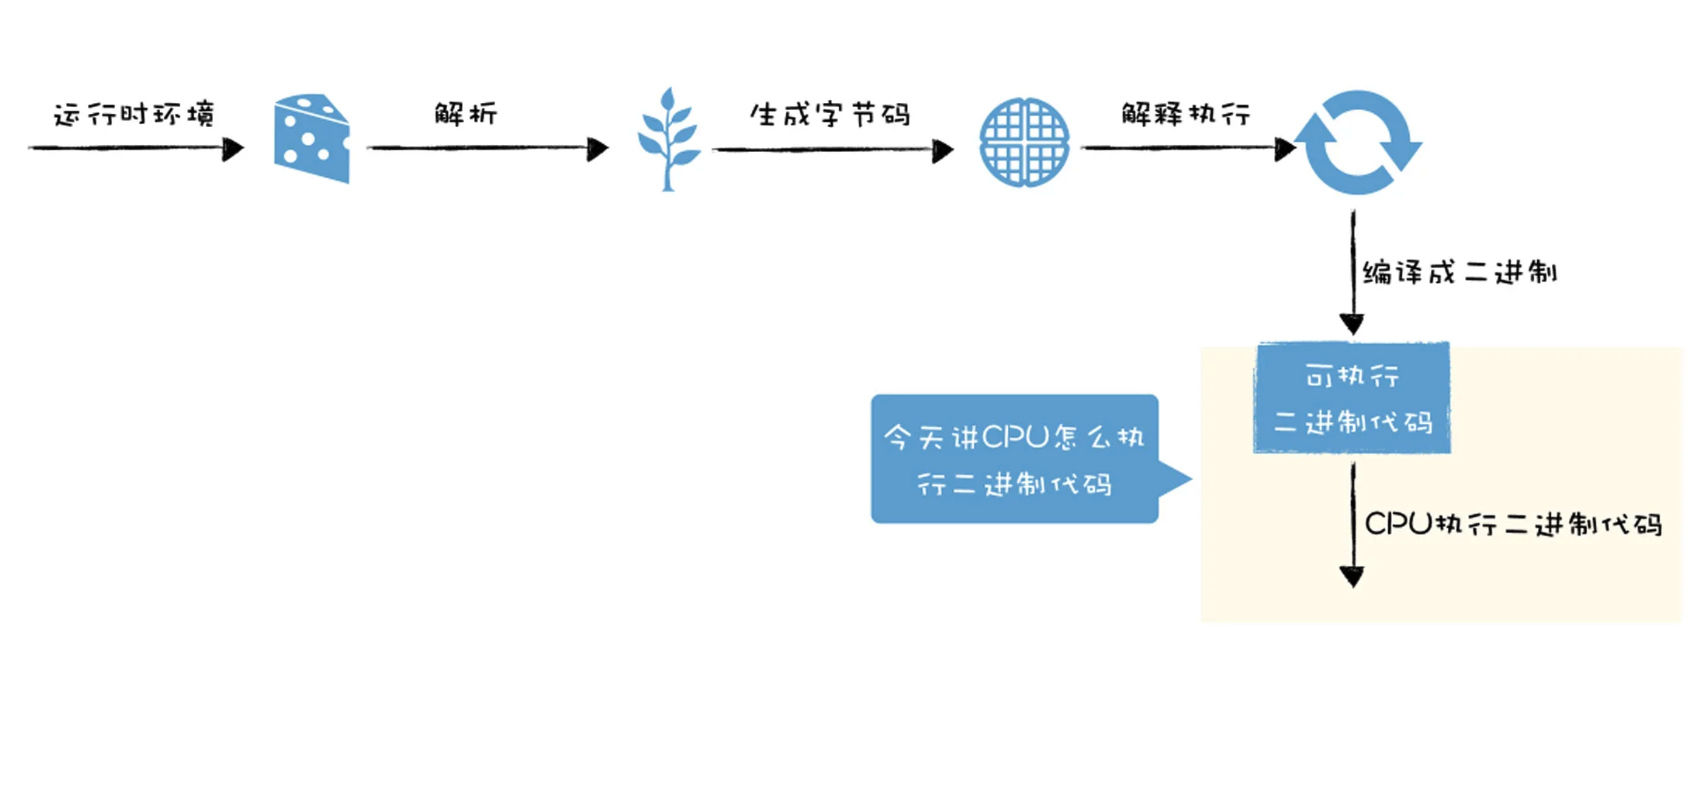 运行时环境
解析
生成字节码
解释执行
编译成二进制
可执行
二进制代码
今天讲CPU怎么执
行二进制代码
CPU执行二进制代码